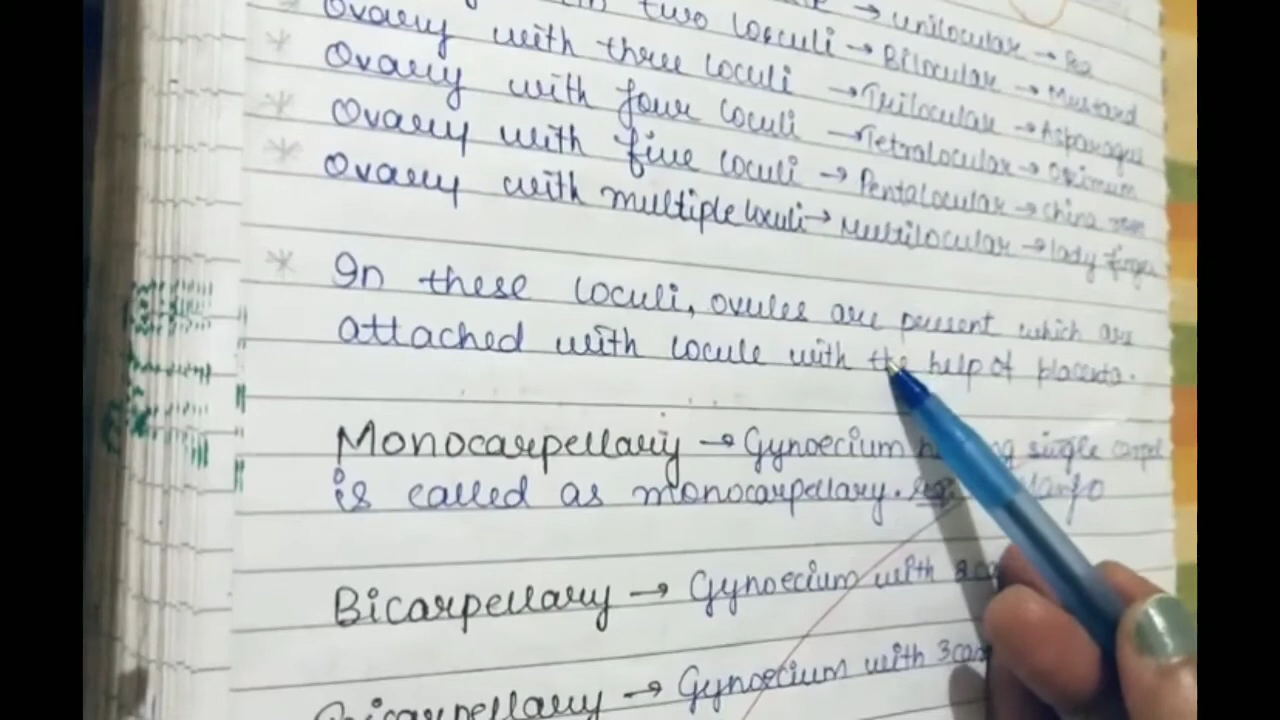 two loculi → Bilocular → Mustard
→ unilocular → Pea
Ovary with three loculi → Trilocular → Asparagus
Ovary with four loculi → Tetralocular → Ocimum
Ovary with five loculi → Pentalocular → China rose
Ovary with multiple loculi → Multilocular → lady finger
* In these loculi, ovules are present which are
attached with locule with the help of placenta.
Monocarpellary → Gynoecium single carpel
is called as monocarpellary.
Bicarpellary → Gynoecium with 2
→ Gynoecium with 3